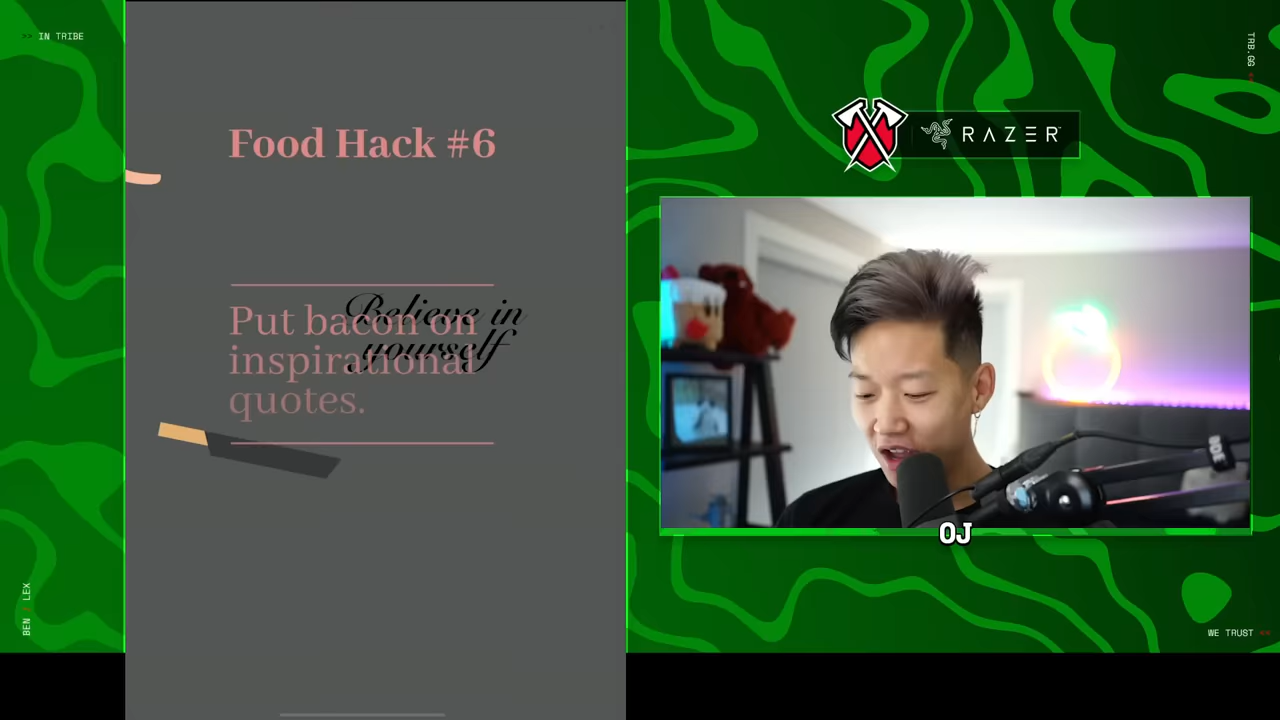 >> IN TRIBE
Food Hack #6
Believe in
yourself
Put bacon on
inspirational
quotes.
BEN / LEX
TRB.GG <<
RAZER
OJ
WE TRUST <<